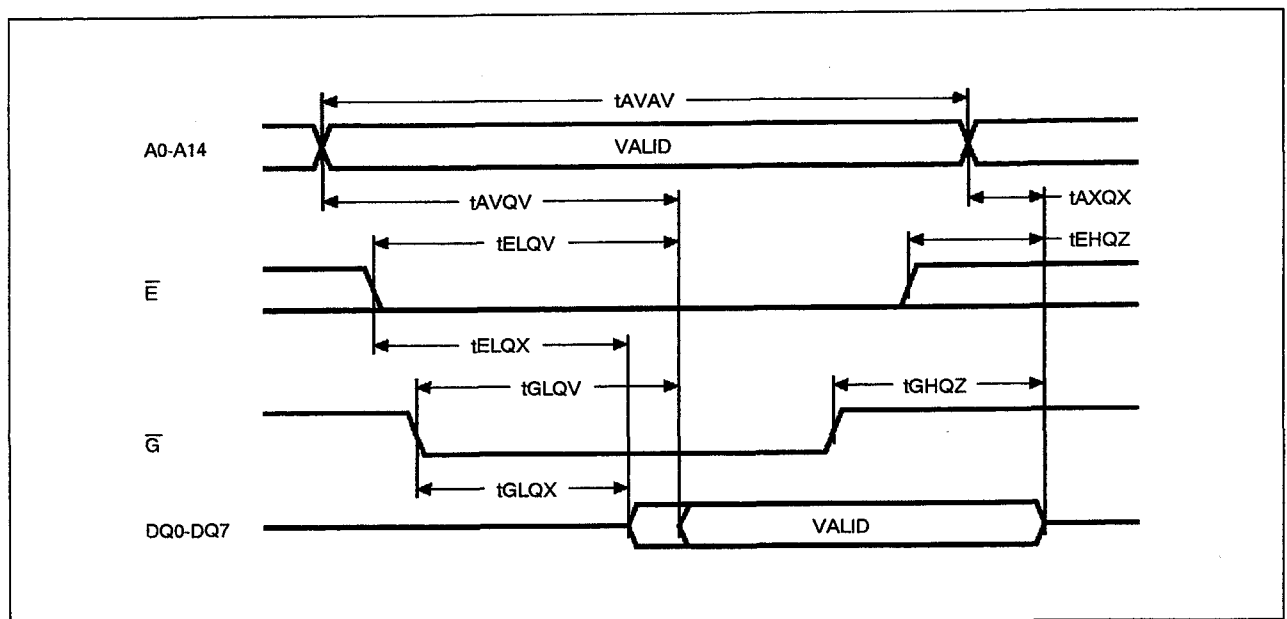 tAVAV
A0-A14
VALID
tAVQV
tAXQX
tELQV
tEHQZ
E
tELQX
tGLQV
tGHQZ
G
tGLQX
DQ0-DQ7
VALID